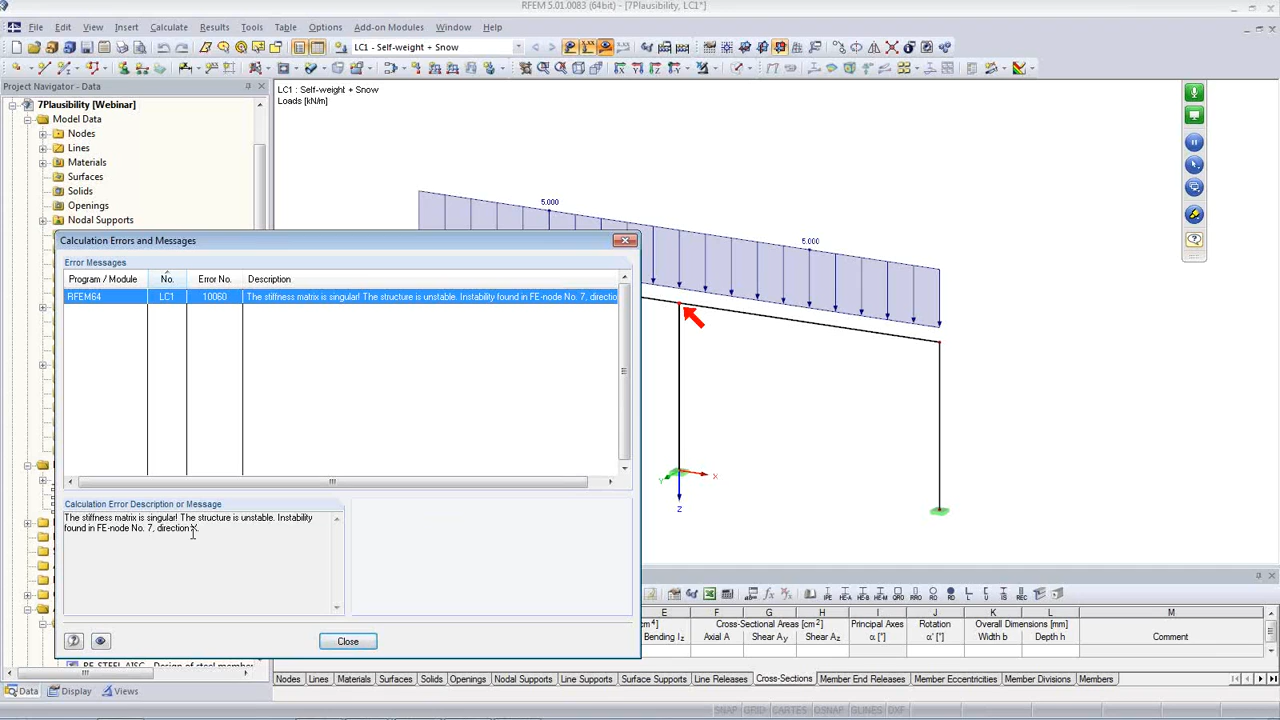 RFEM 5.01.0083 (64bit) - [7Plausibility, LC1*]
File Edit View Insert Calculate Results Tools Table Options Add-on Modules Window Help
LC1 - Self-weight + Snow
Project Navigator - Data
7Plausibility [Webinar]
Model Data
Nodes
Lines
Materials
Surfaces
Solids
Openings
Nodal Supports
LC1 : Self-weight + Snow
Loads [kN/m]
5.000
5.000
X
Y
Z
Calculation Errors and Messages
Error Messages
Program / Module No. Error No. Description
RFEM64 LC1 10060 The stiffness matrix is singular! The structure is unstable. Instability found in FE-node No. 7, directio
Calculation Error Description or Message
The stiffness matrix is singular! The structure is unstable. Instability
found in FE-node No. 7, direction X.
Close
E F G H I J K L M
[cm^4] Cross-Sectional Areas [cm²] Principal Axes Rotation Overall Dimensions [mm]
Bending Iz Axial A Shear Ay Shear Az α [°] α' [°] Width b Depth h Comment
Nodes Lines Materials Surfaces Solids Openings Nodal Supports Line Supports Surface Supports Line Releases Cross-Sections Member End Releases Member Eccentricities Member Divisions Members
Data Display Views
SNAP GRID CARTES OSNAP GLINES DXF